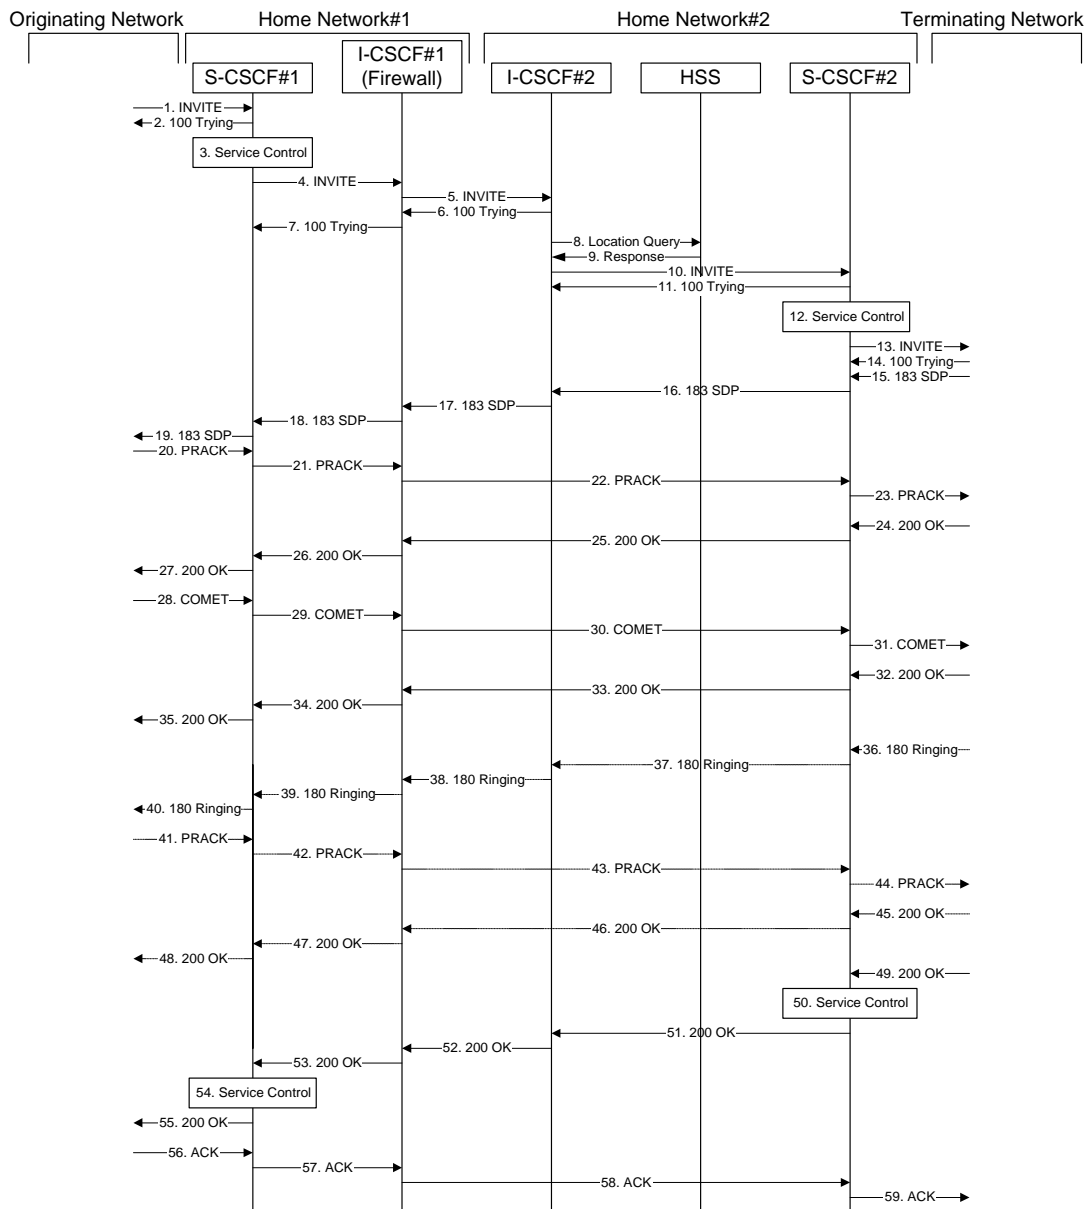 Originating Network
Home Network#1
Home Network#2
Terminating Network
S-CSCF#1
I-CSCF#1
(Firewall)
I-CSCF#2
HSS
S-CSCF#2
1. INVITE
2. 100 Trying
3. Service Control
4. INVITE
5. INVITE
6. 100 Trying
7. 100 Trying
8. Location Query
9. Response
10. INVITE
11. 100 Trying
12. Service Control
13. INVITE
14. 100 Trying
15. 183 SDP
16. 183 SDP
17. 183 SDP
18. 183 SDP
19. 183 SDP
20. PRACK
21. PRACK
22. PRACK
23. PRACK
24. 200 OK
25. 200 OK
26. 200 OK
27. 200 OK
28. COMET
29. COMET
30. COMET
31. COMET
32. 200 OK
33. 200 OK
34. 200 OK
35. 200 OK
36. 180 Ringing
37. 180 Ringing
38. 180 Ringing
39. 180 Ringing
40. 180 Ringing
41. PRACK
42. PRACK
43. PRACK
44. PRACK
45. 200 OK
46. 200 OK
47. 200 OK
48. 200 OK
49. 200 OK
50. Service Control
51. 200 OK
52. 200 OK
53. 200 OK
54. Service Control
55. 200 OK
56. ACK
57. ACK
58. ACK
59. ACK